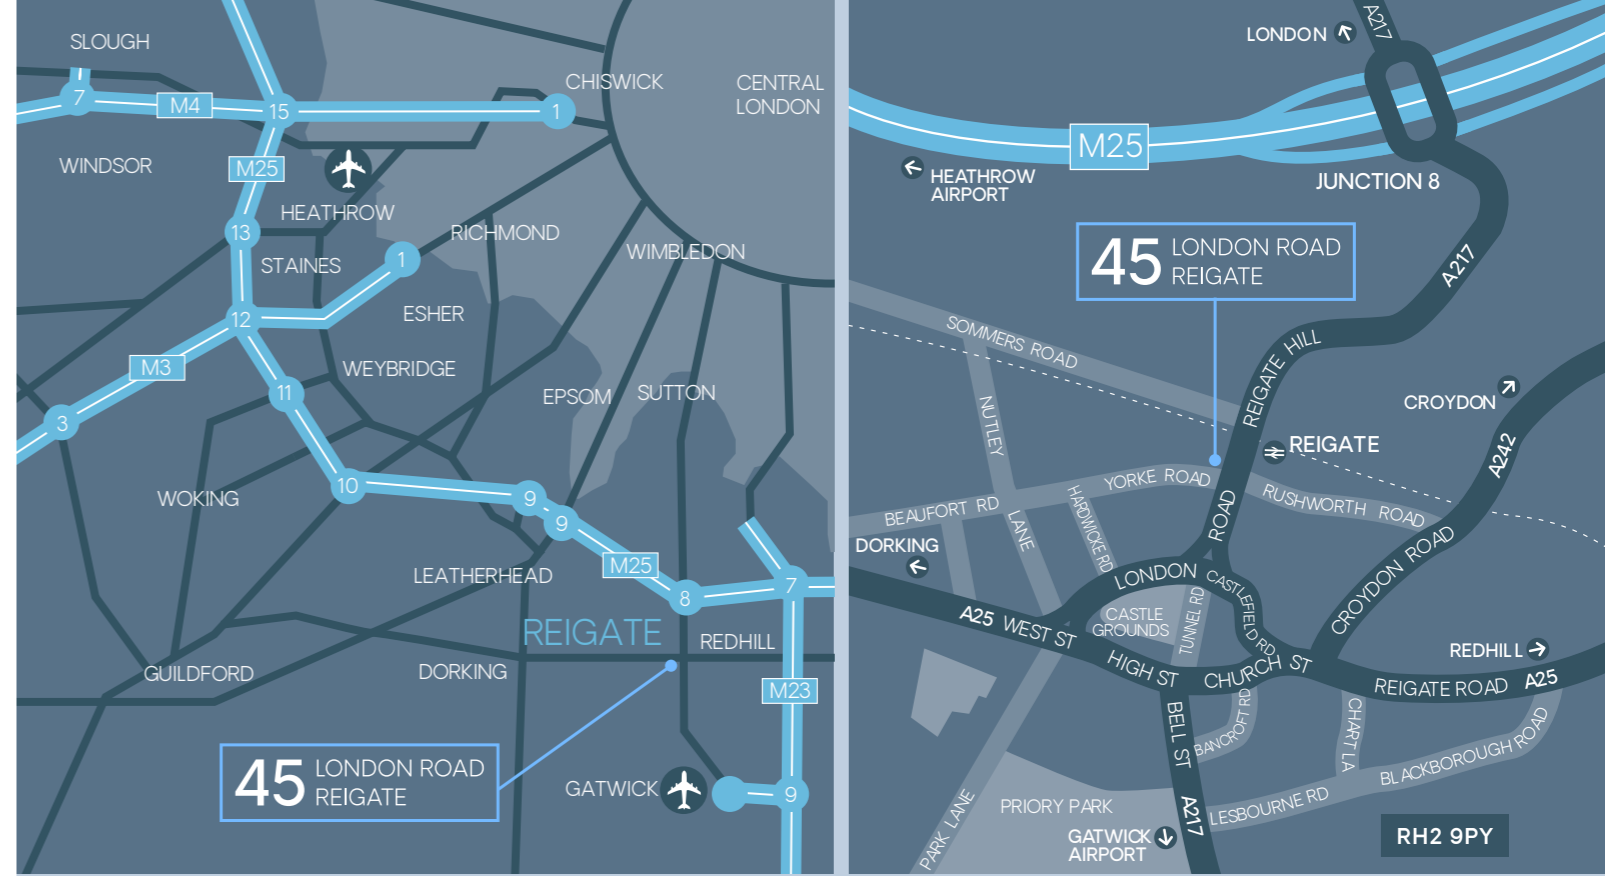 SLOUGH
CHISWICK
CENTRAL
LONDON
7
M4
15
1
WINDSOR
M25
HEATHROW
13
RICHMOND
WIMBLEDON
STAINES
1
ESHER
12
M3
WEYBRIDGE
11
EPSOM
SUTTON
3
10
WOKING
9
9
M25
LEATHERHEAD
8
7
REIGATE
REDHILL
GUILDFORD
DORKING
M23
45
LONDON ROAD
REIGATE
GATWICK
9
A217
LONDON
M25
HEATHROW
AIRPORT
JUNCTION 8
45
LONDON ROAD
REIGATE
A217
SOMMERS ROAD
REIGATE HILL
CROYDON
NUTLEY
LANE
REIGATE
A242
YORKE ROAD
BEAUFORT RD
HARDWICKE RD
ROAD
RUSHWORTH ROAD
DORKING
LONDON
CASTLEFIELD RD
CROYDON ROAD
A25 WEST ST
CASTLE
GROUNDS
TUNNEL RD
HIGH ST
CHURCH ST
REDHILL
REIGATE ROAD A25
BELL ST
BANCROFT RD
CHART LA
BLACKBOROUGH ROAD
LESBOURNE RD
PRIORY PARK
PARK LANE
A217
GATWICK
AIRPORT
RH2 9PY